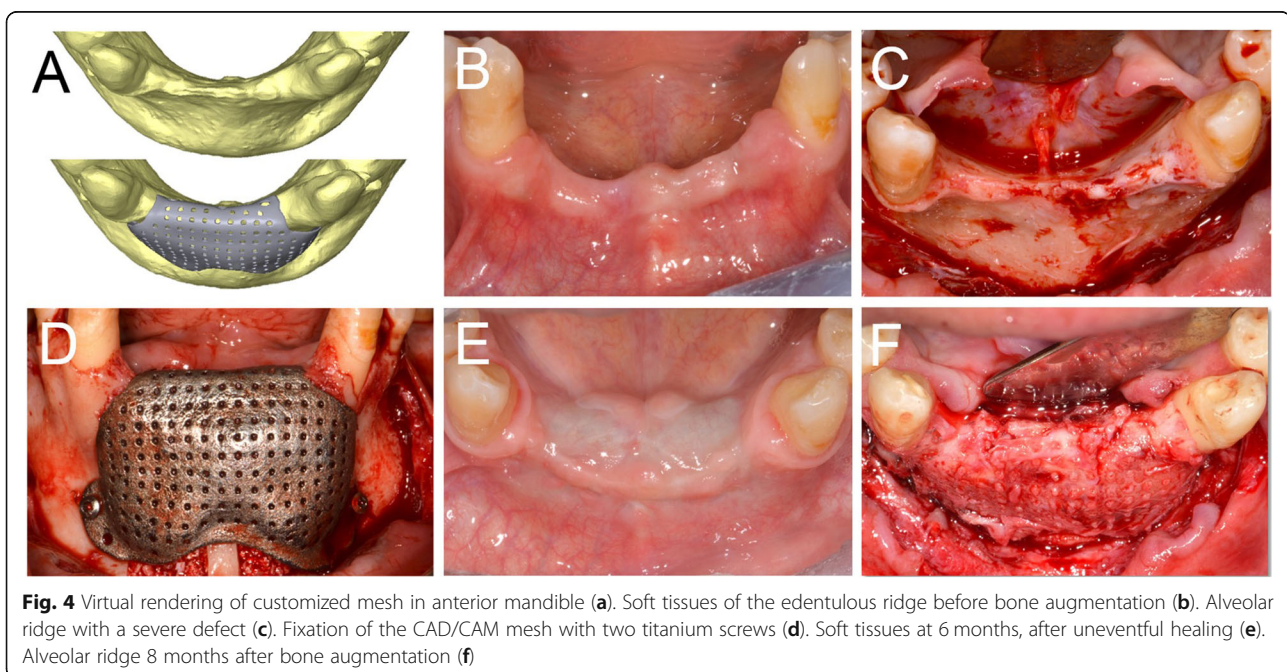 A
B
C
D
E
F
Fig. 4 Virtual rendering of customized mesh in anterior mandible (a). Soft tissues of the edentulous ridge before bone augmentation (b). Alveolar
ridge with a severe defect (c). Fixation of the CAD/CAM mesh with two titanium screws (d). Soft tissues at 6 months, after uneventful healing (e).
Alveolar ridge 8 months after bone augmentation (f)